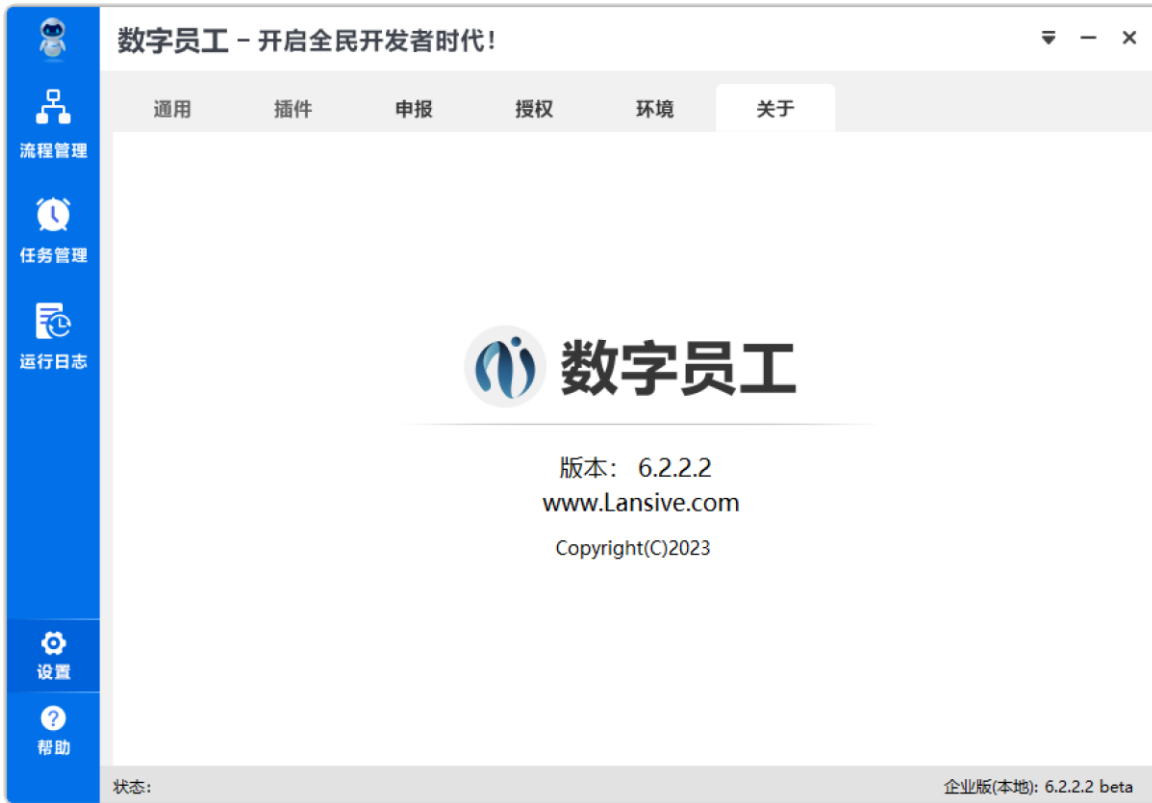 数字员工 – 开启全民开发者时代!
通用 插件 申报 授权 环境 关于
流程管理
任务管理
运行日志
数字员工
版本： 6.2.2.2
www.Lansive.com
Copyright(C)2023
设置
?
帮助
状态:
企业版(本地): 6.2.2.2 beta